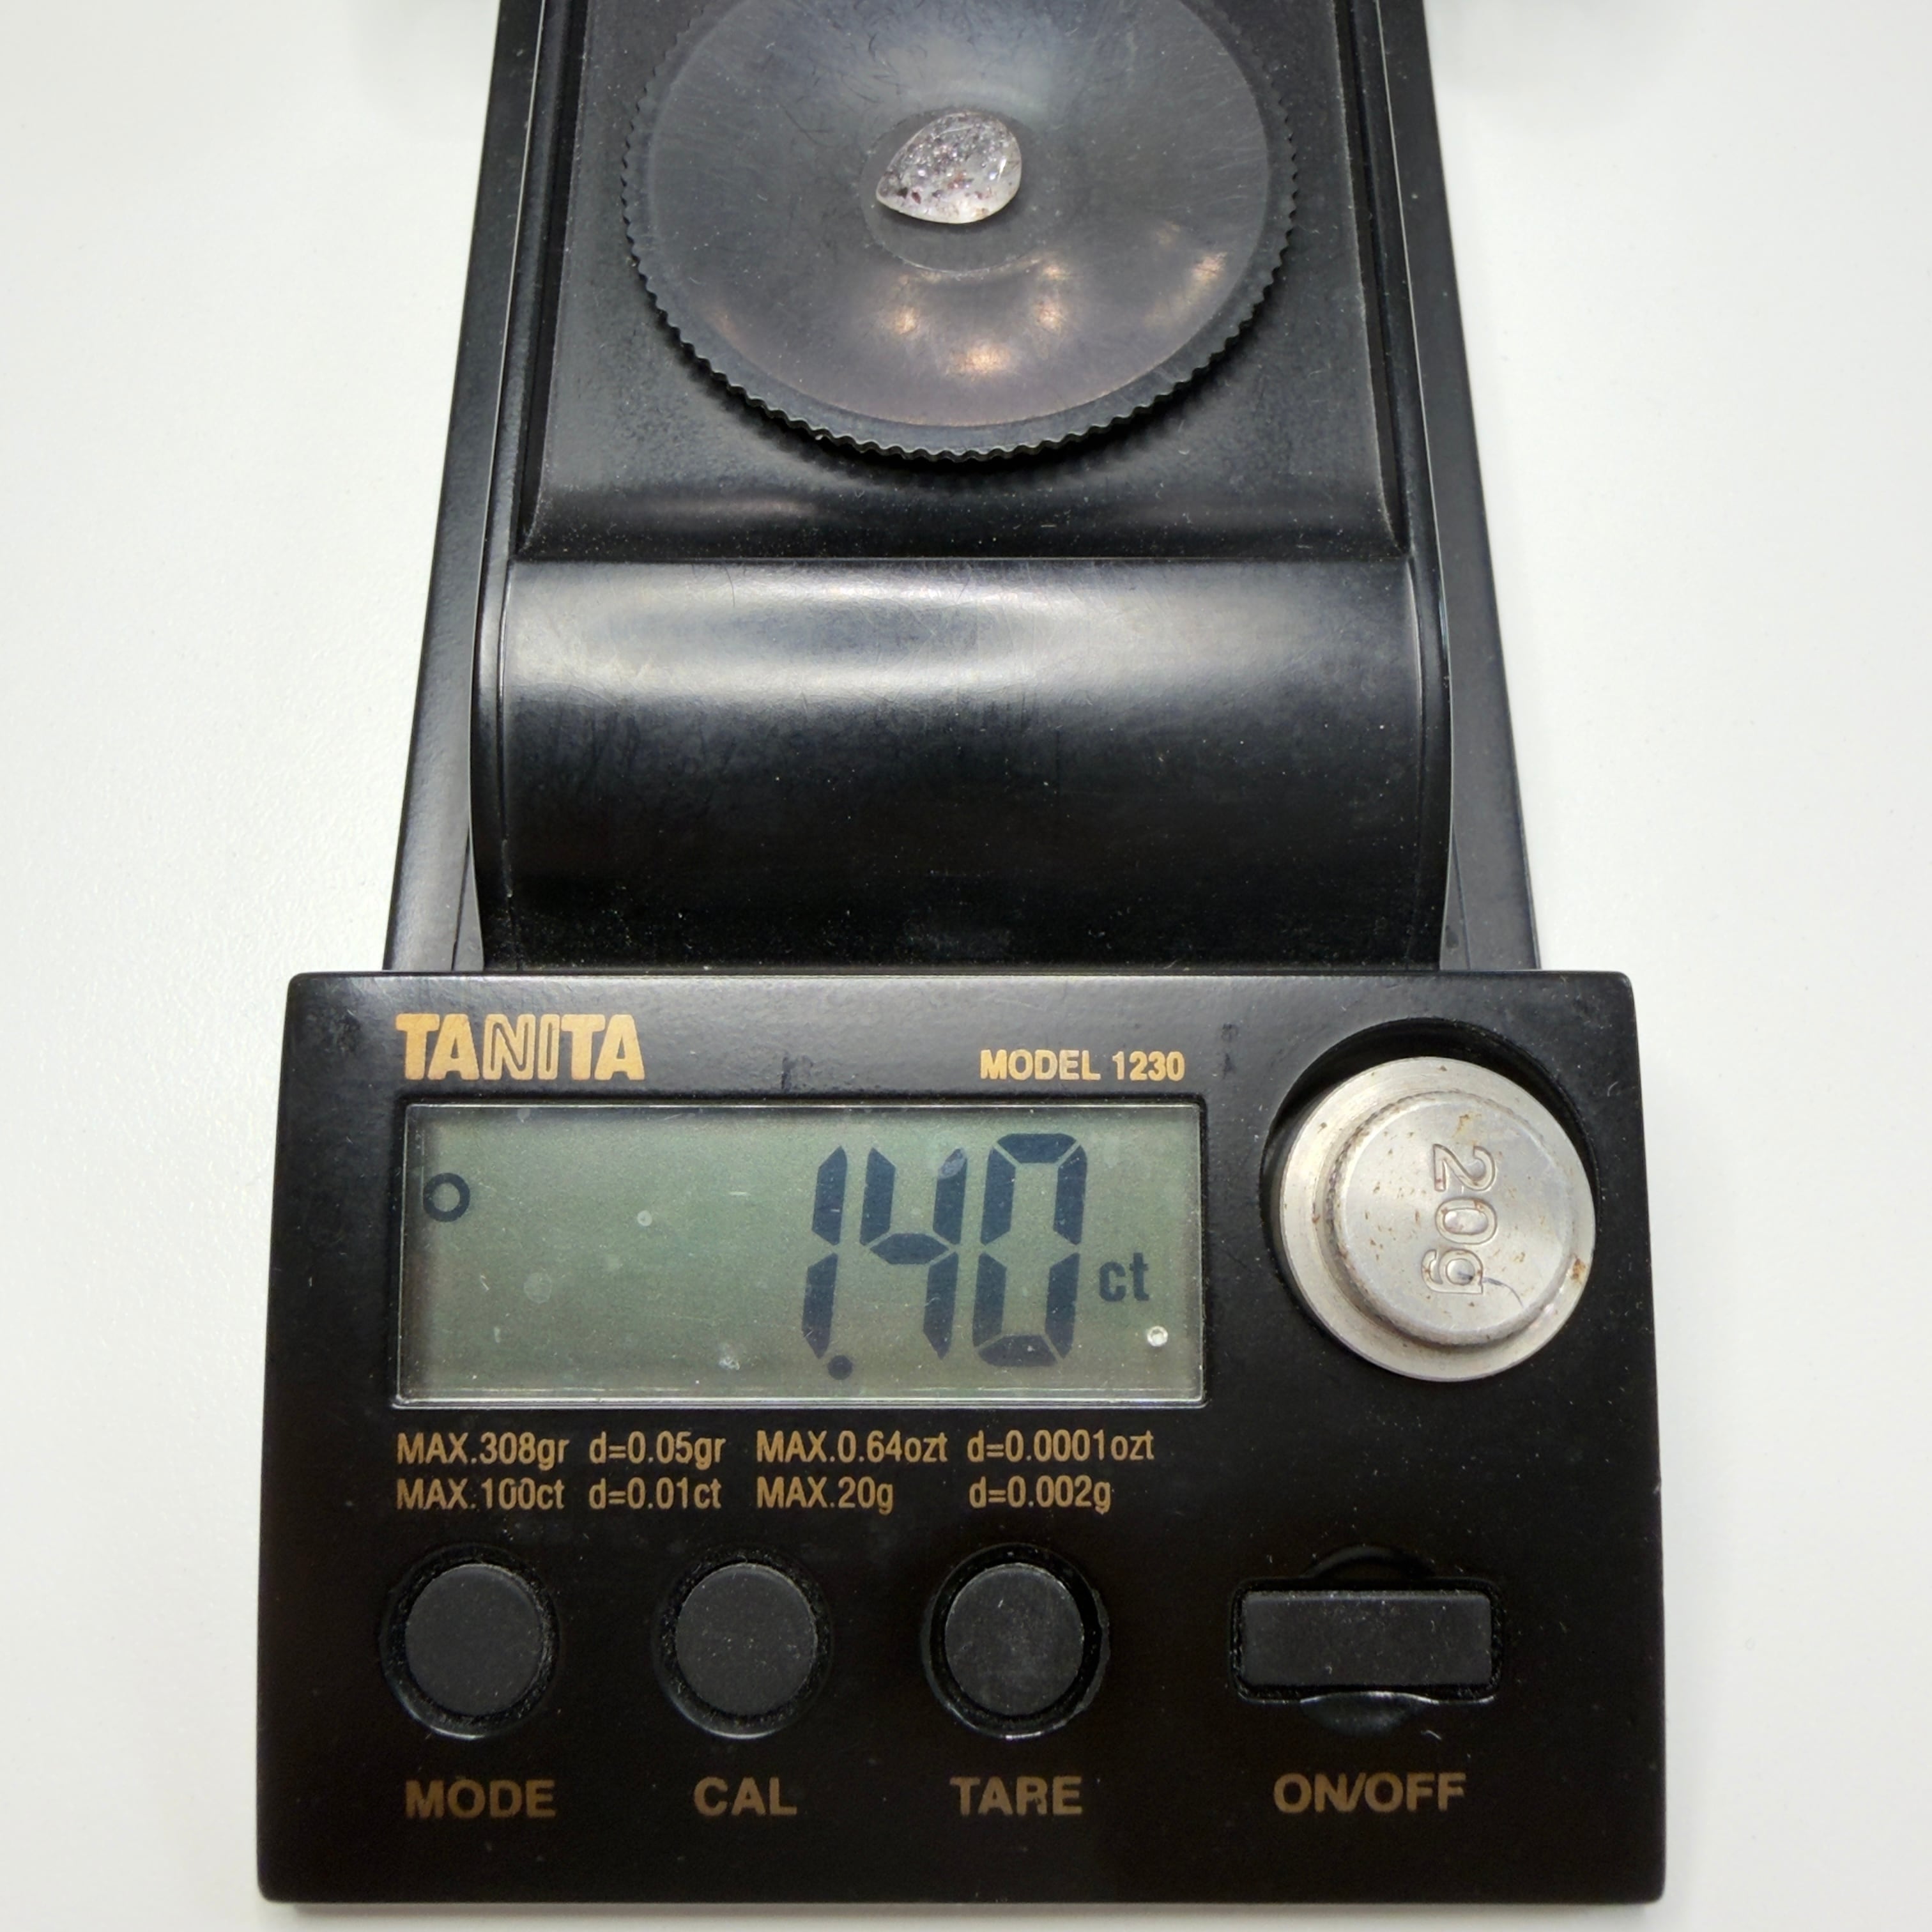 TANITA
MODEL 1230
1.40 ct
20g
MAX.308gr d=0.05gr MAX.0.64ozt d=0.0001ozt
MAX.100ct d=0.01ct MAX.20g d=0.002g
MODE CAL TARE ON/OFF